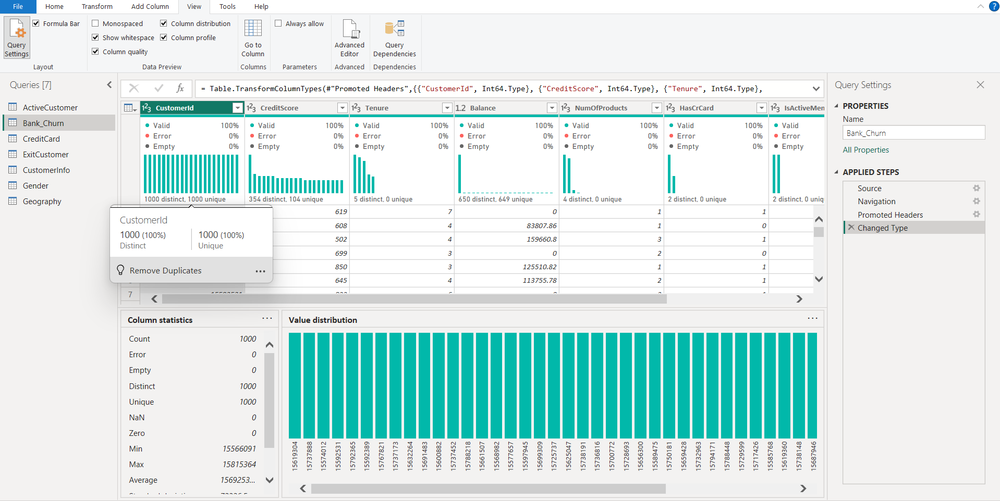 File Home Transform Add Column View Tools Help ?
Query Settings
Formula Bar
Layout
Monospaced
Show whitespace
Column quality
Column distribution
Column profile
Data Preview
Go to Column
Columns
Always allow
Parameters
Advanced Editor
Advanced
Query Dependencies
Dependencies
Queries [7]
ActiveCustomer
Bank_Churn
CreditCard
ExitCustomer
CustomerInfo
Gender
Geography
fx = Table.TransformColumnTypes(#"Promoted Headers",{{"CustomerId", Int64.Type}, {"CreditScore", Int64.Type}, {"Tenure", Int64.Type},
123 CustomerId 123 CreditScore 123 Tenure 1.2 Balance 123 NumOfProducts 123 HasCrCard 123 IsActiveMen
Valid 100% Valid 100% Valid 100% Valid 100% Valid 100% Valid 100% Valid
Error 0% Error 0% Error 0% Error 0% Error 0% Error 0% Error
Empty 0% Empty 0% Empty 0% Empty 0% Empty 0% Empty 0% Empty
1000 distinct, 1000 unique 354 distinct, 104 unique 5 distinct, 0 unique 650 distinct, 649 unique 4 distinct, 0 unique 2 distinct, 0 unique 2 distinct, 0 uniq
619 7 0 1 1
608 4 83807.86 1 0
502 4 159660.8 3 1
699 3 0 2 0
850 3 125510.82 1 1
645 4 113755.78 2 1
7
CustomerId
1000 (100%) 1000 (100%)
Distinct Unique
Remove Duplicates ...
Column statistics ...
Count 1000
Error 0
Empty 0
Distinct 1000
Unique 1000
NaN 0
Zero 0
Min 15566091
Max 15815364
Average 1569253...
Value distribution ...
15619304
15737888
15574012
15592531
15792365
15592389
15767821
15737173
15632264
15691483
15600882
15737452
15788218
15661507
15568982
15577657
15597945
15699309
15725737
15625047
15738191
15736816
15700772
15728693
15656300
15589475
15750181
15659428
15732963
15794171
15788448
15729599
15717426
15585768
15619360
15738148
15687946
Query Settings
PROPERTIES
Name
Bank_Churn
All Properties
APPLIED STEPS
Source
Navigation
Promoted Headers
Changed Type